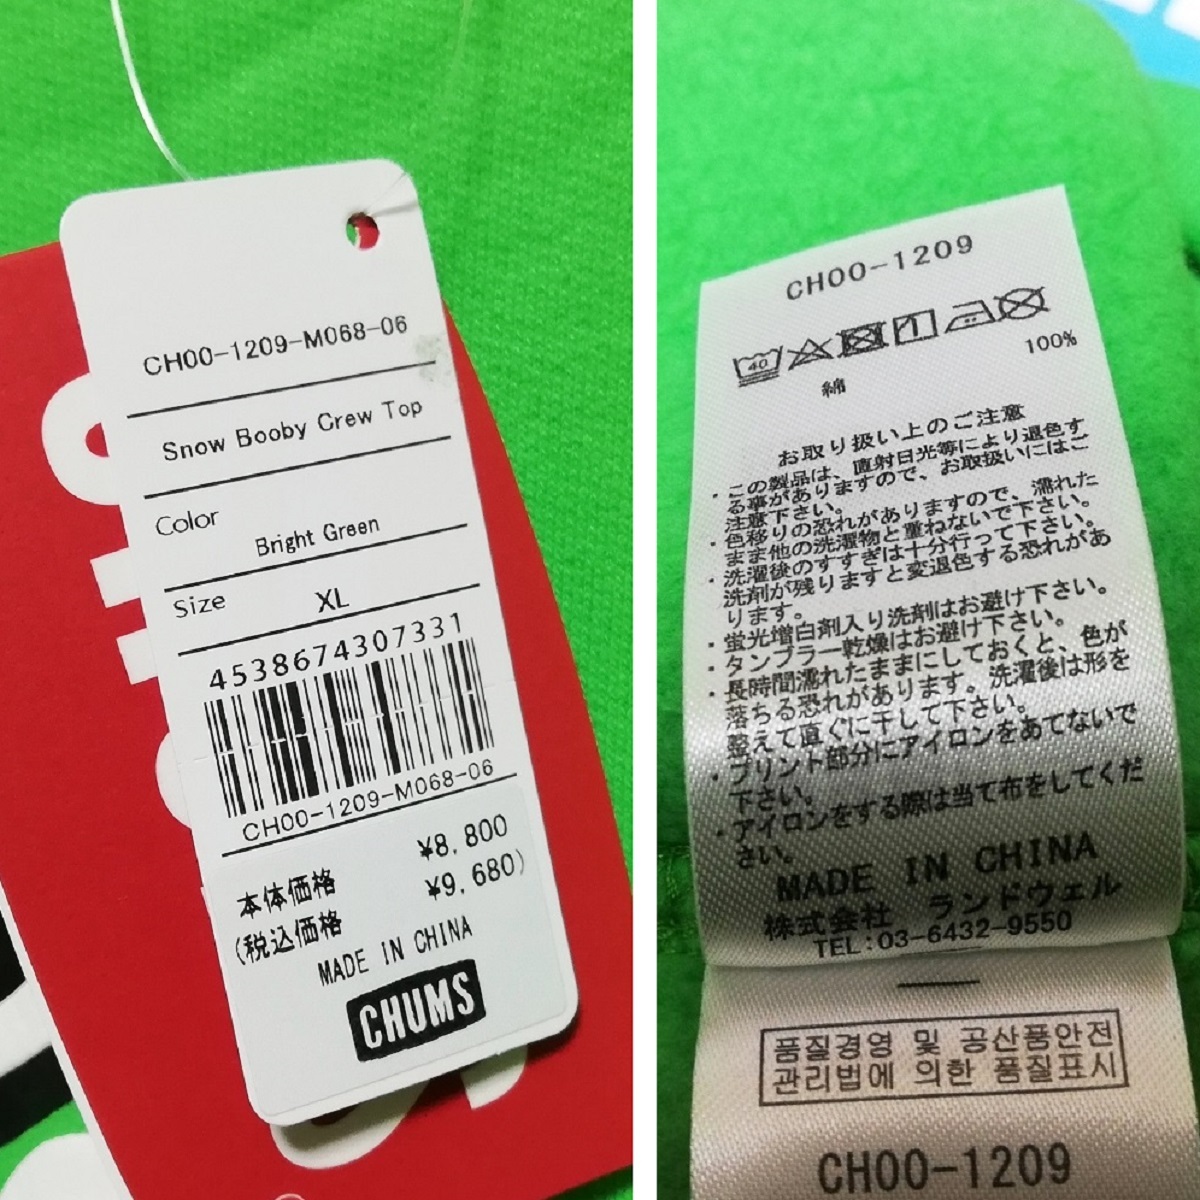 CH00-1209-M068-06
Snow Booby Crew Top
Color
Bright Green
Size XL
4538674307331
CH00-1209-M068-06
本体価格 ¥8,800
(税込価格 ¥9,680)
MADE IN CHINA
CHUMS
CH00-1209
40
綿 100%
お取り扱い上のご注意
・この製品は、直射日光等により退色す
る事がありますので、お取扱いにはご
注意下さい。
・色移りの恐れがありますので、濡れた
まま他の洗濯物と重ねないで下さい。
・洗濯後のすすぎは十分行って下さい。
洗剤が残りますと変退色する恐れがあ
ります。
・蛍光増白剤入り洗剤はお避け下さい。
・タンブラー乾燥はお避け下さい。
・長時間濡れたままにしておくと、色が
落ちる恐れがあります。洗濯後は形を
整えて直ぐに干して下さい。
・プリント部分にアイロンをあてないで
下さい。
・アイロンをする際は当て布をしてくだ
さい。
MADE IN CHINA
株式会社 ランドウェル
TEL:03-6432-9550
품질경영 및 공산품안전
관리법에 의한 품질표시
CH00-1209